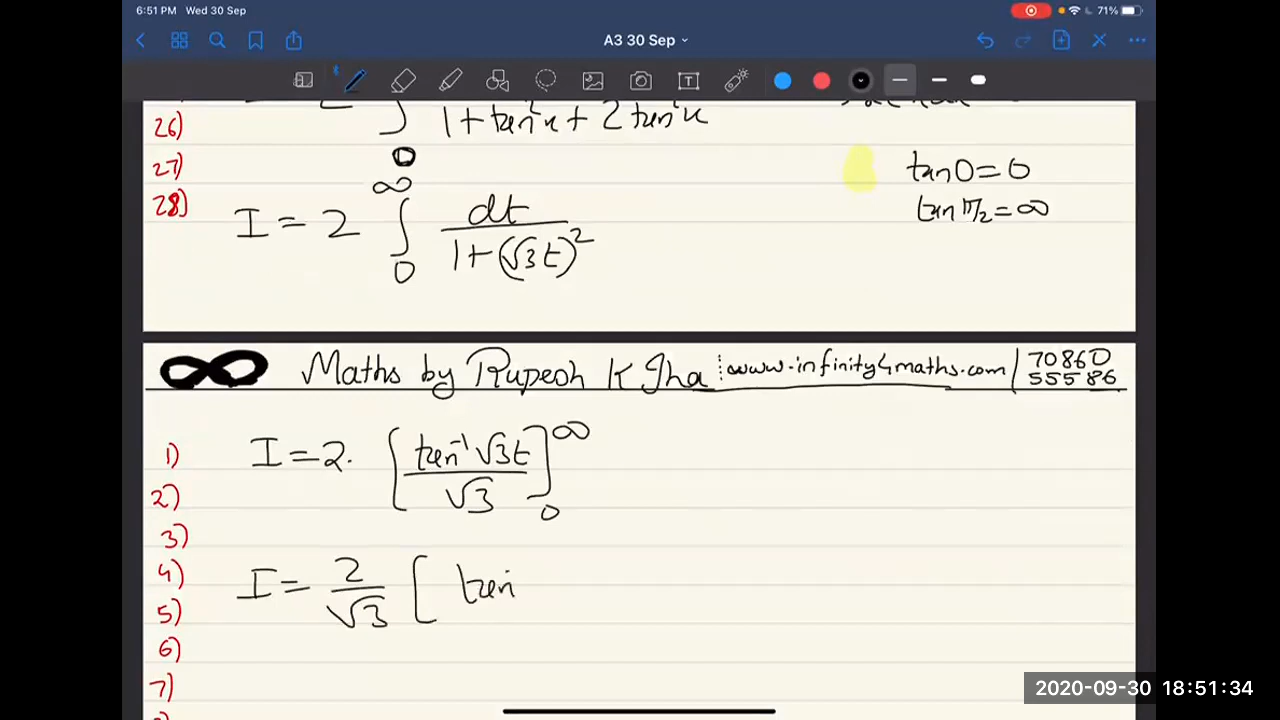 6:51 PM Wed 30 Sep
71%
A3 30 Sep
26)
1 + tan²x + 2 tan²x
0
27)
tan 0 = 0
28)
I = 2 ∫₀^∞ dt / (1 + (√3t)²)
tan π/2 = ∞
∞ Maths by Rupesh K Jha www.infinity4maths.com 70860 55586
1) I = 2. [tan⁻¹ √3t / √3]₀^∞
2)
3)
4) I = 2/√3 [ tan
5)
6)
7)
2020-09-30 18:51:34